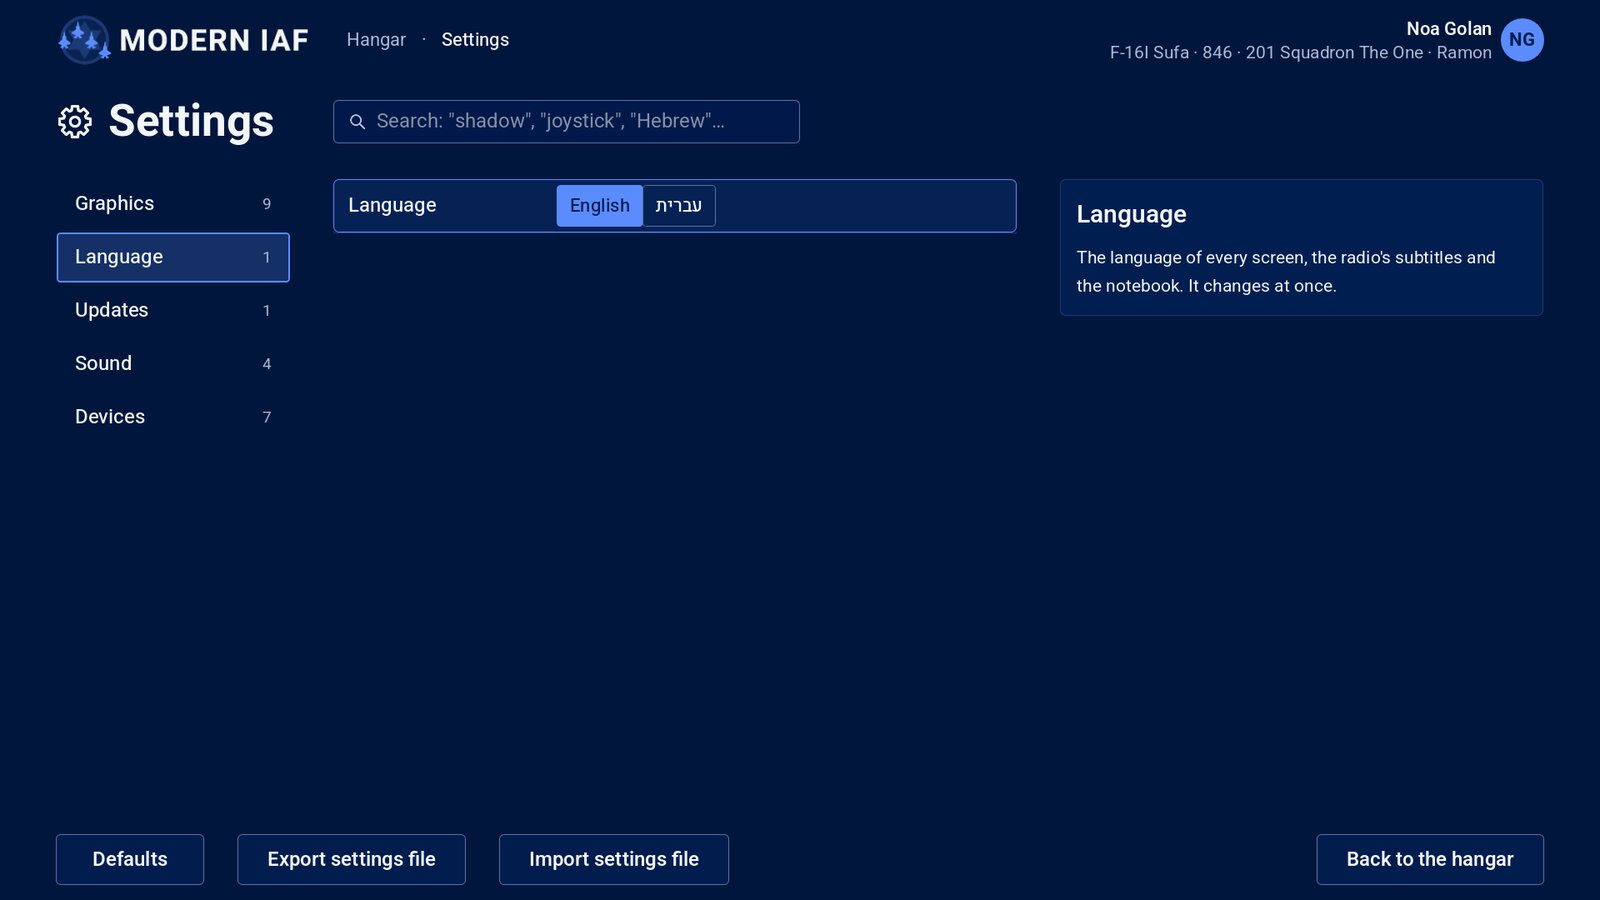 MODERN IAF
Hangar · Settings
Noa Golan
F-16I Sufa · 846 · 201 Squadron The One · Ramon
NG
Settings
Search: "shadow", "joystick", "Hebrew"...
Graphics 9
Language 1
Updates 1
Sound 4
Devices 7
Language English עברית
Language
The language of every screen, the radio's subtitles and
the notebook. It changes at once.
Defaults
Export settings file
Import settings file
Back to the hangar